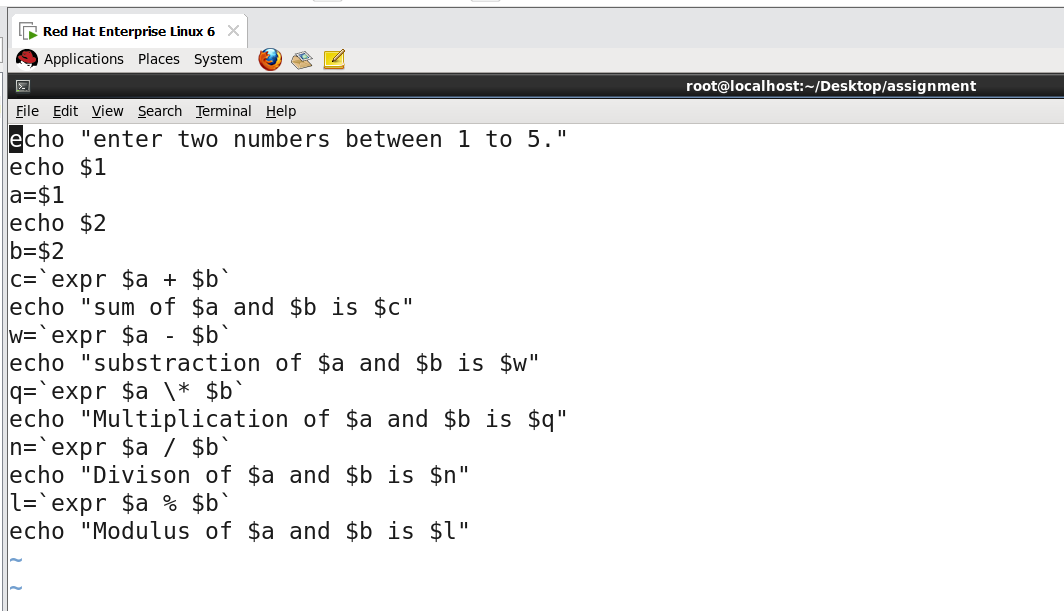 Red Hat Enterprise Linux 6
Applications Places System
root@localhost:~/Desktop/assignment
File Edit View Search Terminal Help
echo "enter two numbers between 1 to 5."
echo $1
a=$1
echo $2
b=$2
c=`expr $a + $b`
echo "sum of $a and $b is $c"
w=`expr $a - $b`
echo "substraction of $a and $b is $w"
q=`expr $a \* $b`
echo "Multiplication of $a and $b is $q"
n=`expr $a / $b`
echo "Divison of $a and $b is $n"
l=`expr $a % $b`
echo "Modulus of $a and $b is $l"
~
~